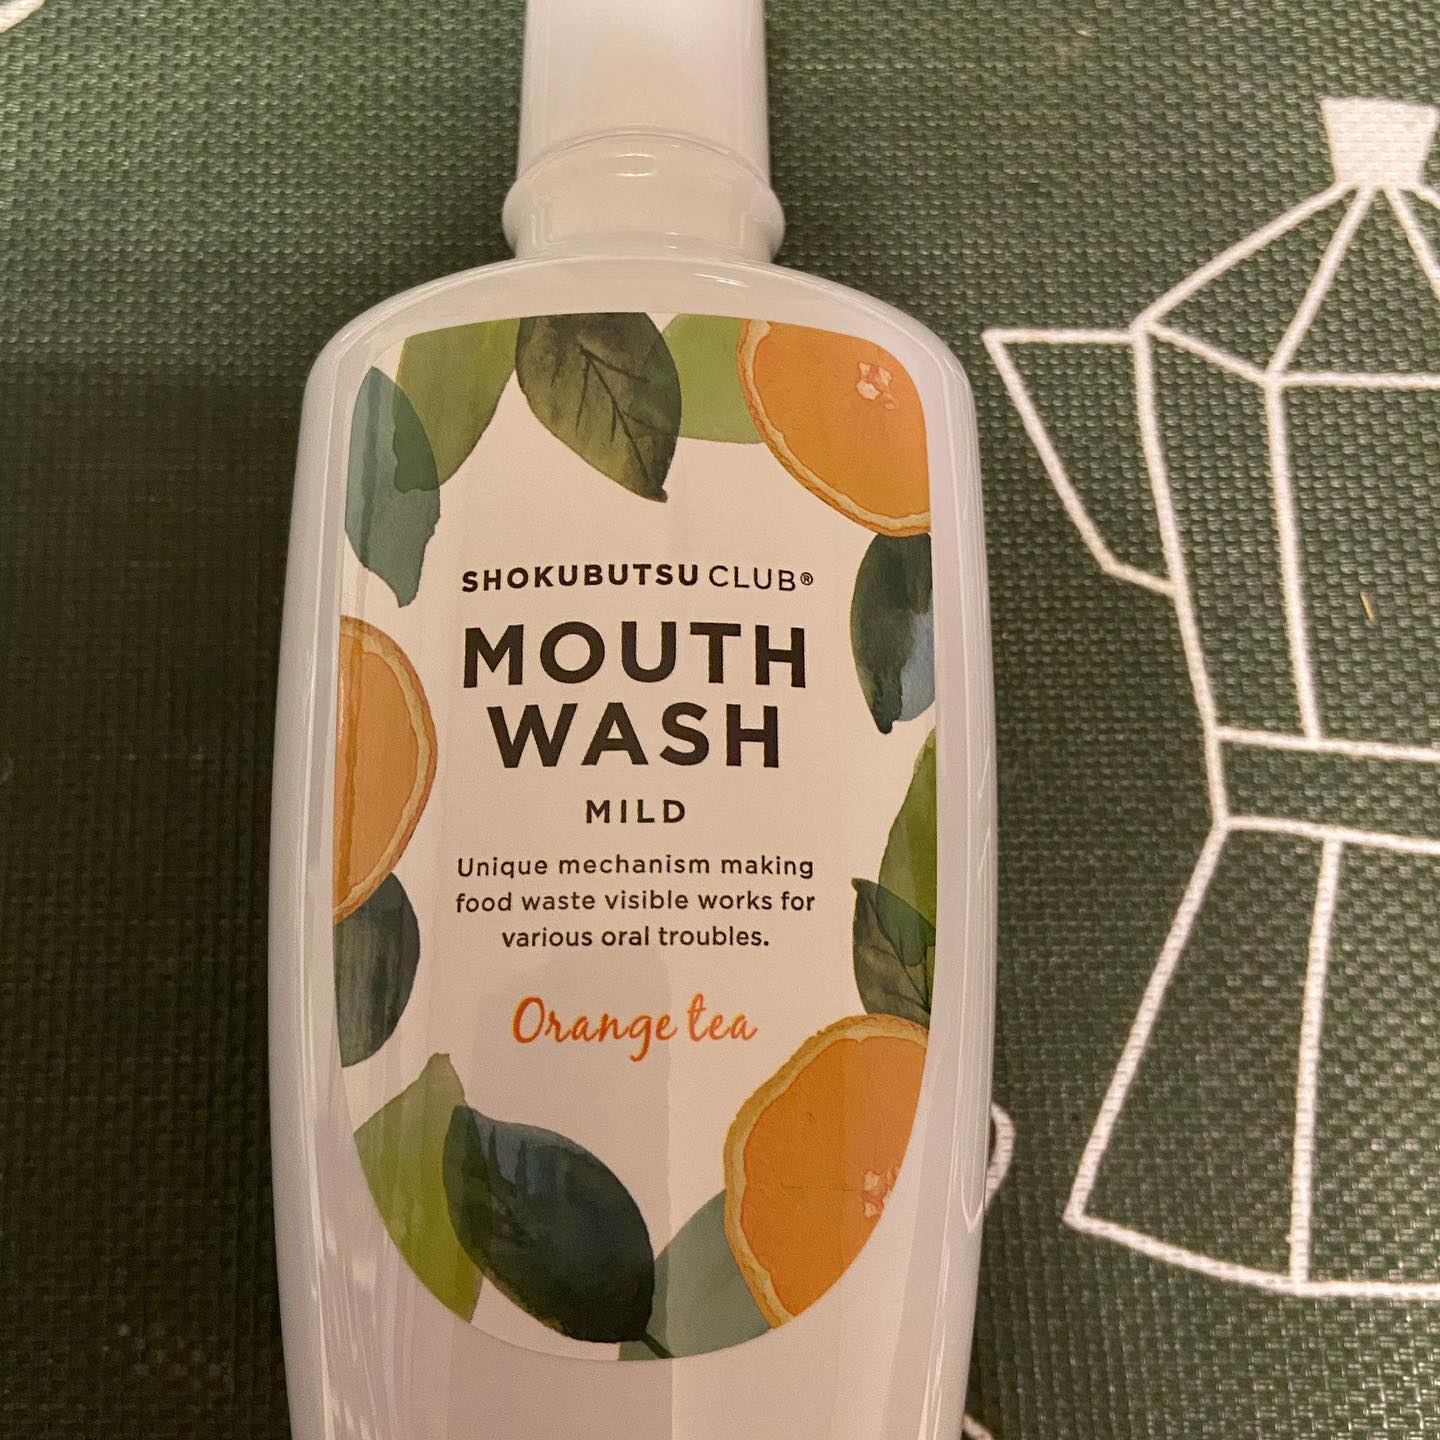 SHOKUBUTSU CLUB®
MOUTH
WASH
MILD
Unique mechanism making
food waste visible works for
various oral troubles.
Orange tea